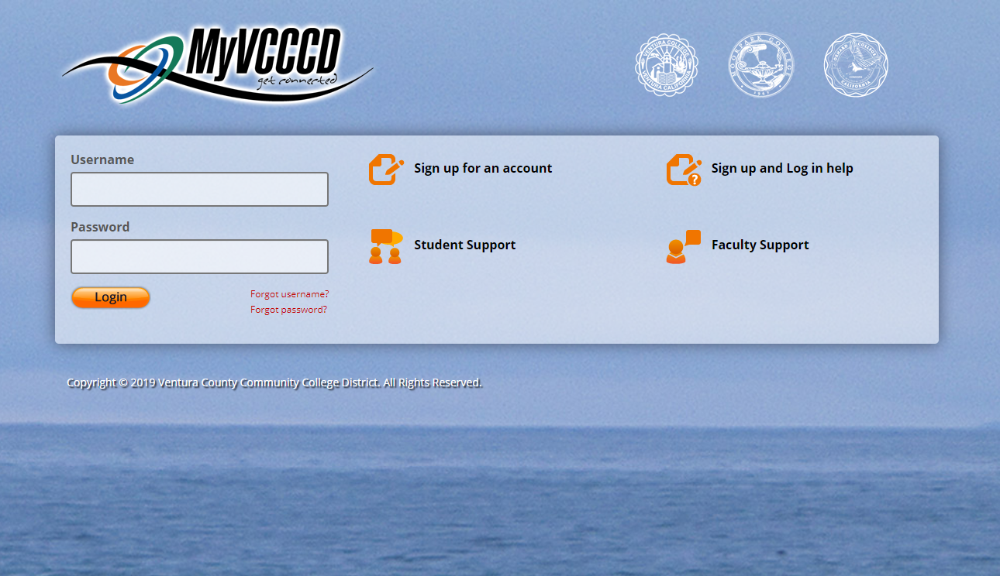 MyVCCCD
get connected
VENTURA COLLEGE
VENTURA CALIFORNIA
MOORPARK COLLEGE
1967
OXNARD COLLEGE
CALIFORNIA
Username
Password
Login
Forgot username?
Forgot password?
Sign up for an account
Sign up and Log in help
?
Student Support
Faculty Support
Copyright © 2019 Ventura County Community College District. All Rights Reserved.